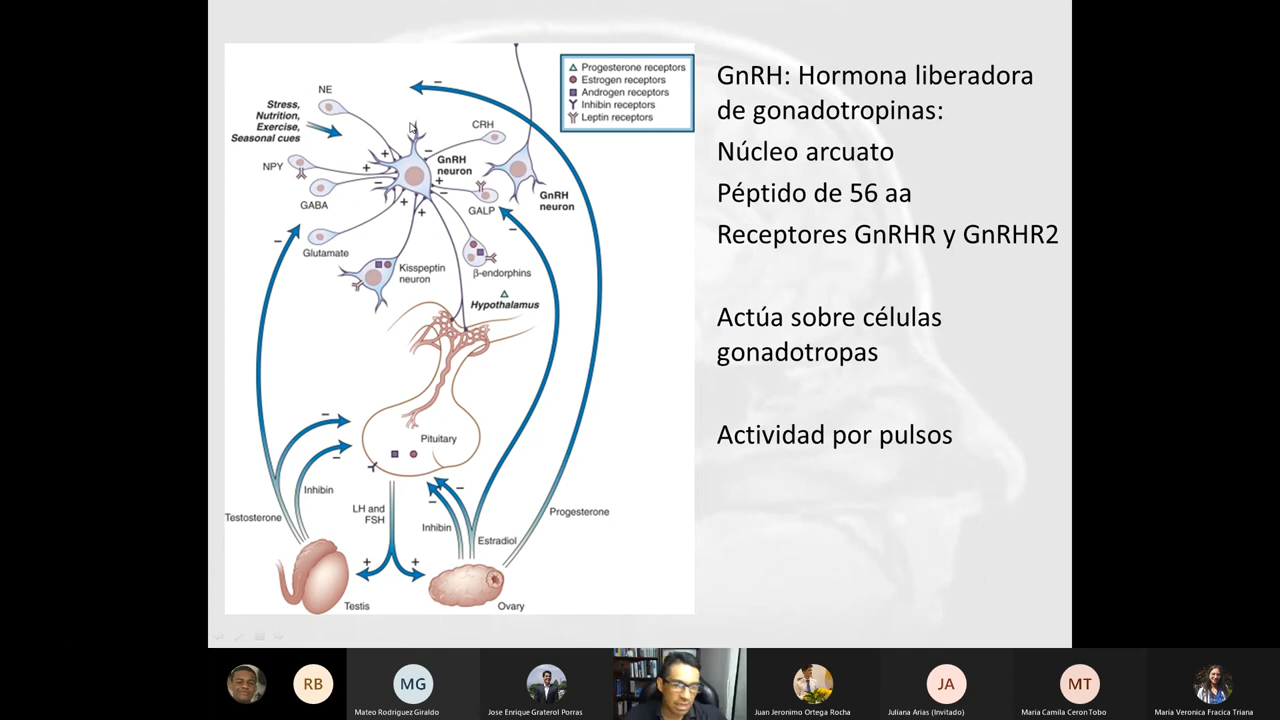 Progesterone receptors
Estrogen receptors
Androgen receptors
Inhibin receptors
Leptin receptors
NE
Stress,
Nutrition,
Exercise,
Seasonal cues
CRH
GnRH
neuron
NPY
GABA
GALP
GnRH
neuron
Glutamate
Kisspeptin
neuron
β-endorphins
Hypothalamus
Pituitary
Inhibin
Testosterone
LH and
FSH
Inhibin
Estradiol
Progesterone
Testis
Ovary
GnRH: Hormona liberadora
de gonadotropinas:
Núcleo arcuato
Péptido de 56 aa
Receptores GnRHR y GnRHR2
Actúa sobre células
gonadotropas
Actividad por pulsos
RB
MG
Mateo Rodriguez Giraldo
Jose Enrique Graterol Porras
Juan Jeronimo Ortega Rocha
JA
Juliana Arias (Invitado)
MT
Maria Camila Ceron Tobo
Maria Veronica Fracica Triana